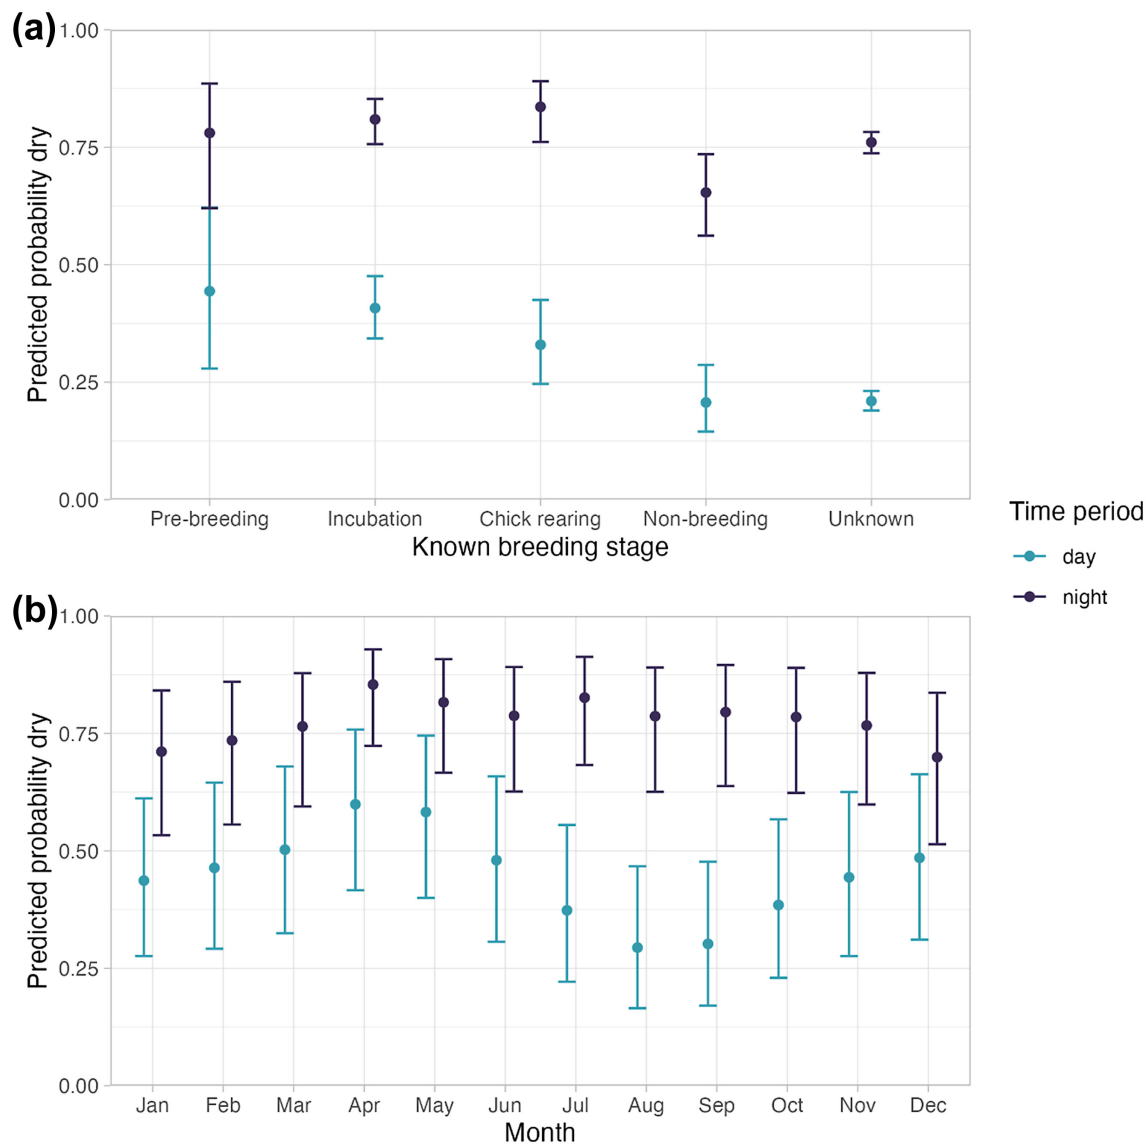 (a)
1.00
0.75
0.50
0.25
0.00
Predicted probability dry
Pre-breeding Incubation Chick rearing Non-breeding Unknown
Known breeding stage
Time period
day
night
(b)
1.00
0.75
0.50
0.25
0.00
Predicted probability dry
Jan Feb Mar Apr May Jun Jul Aug Sep Oct Nov Dec
Month